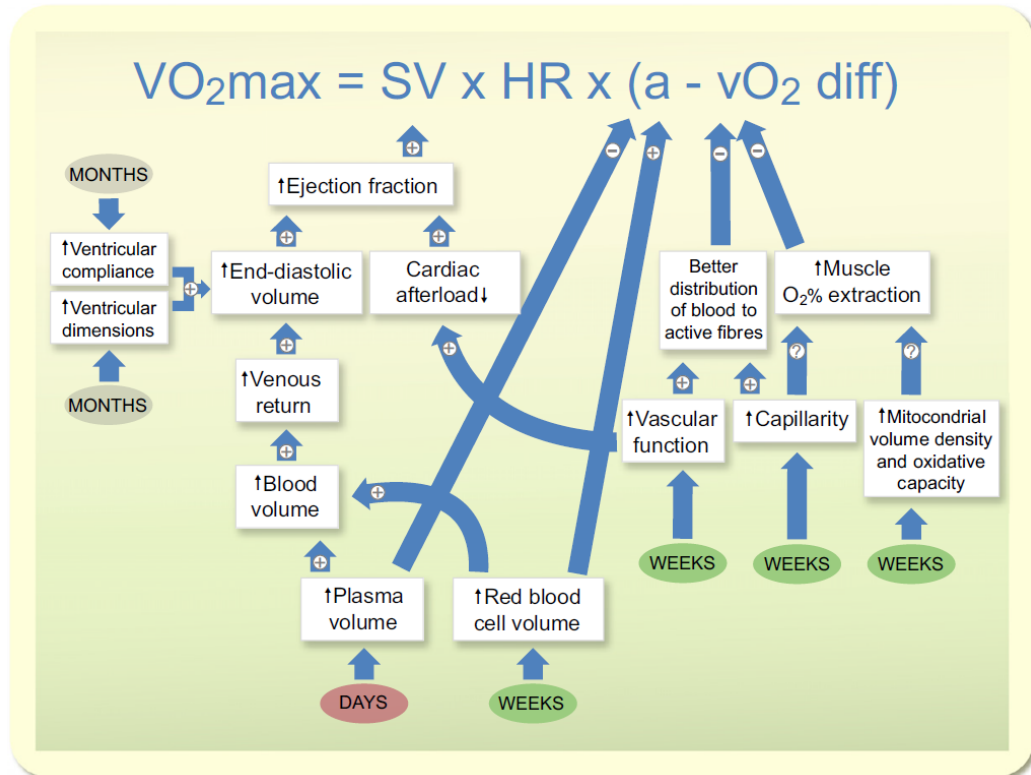 VO₂max = SV x HR x (a - vO₂ diff)
+
−
+
−
−
MONTHS
↑Ejection fraction
+
+
↑Ventricular
compliance
↑Ventricular
dimensions
+
↑End-diastolic
volume
Cardiac
afterload↓
Better
distribution
of blood to
active fibres
↑Muscle
O₂% extraction
MONTHS
+
+
?
?
↑Venous
return
+
+
↑Vascular
function
↑Capillarity
↑Mitocondrial
volume density
and oxidative
capacity
+
↑Blood
volume
+
+
WEEKS
WEEKS
WEEKS
↑Plasma
volume
↑Red blood
cell volume
DAYS
WEEKS